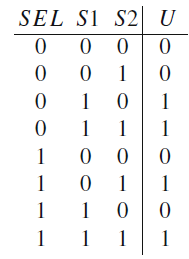 SEL S1 S2 U
0 0 0 0
0 0 1 0
0 1 0 1
0 1 1 1
1 0 0 0
1 0 1 1
1 1 0 0
1 1 1 1